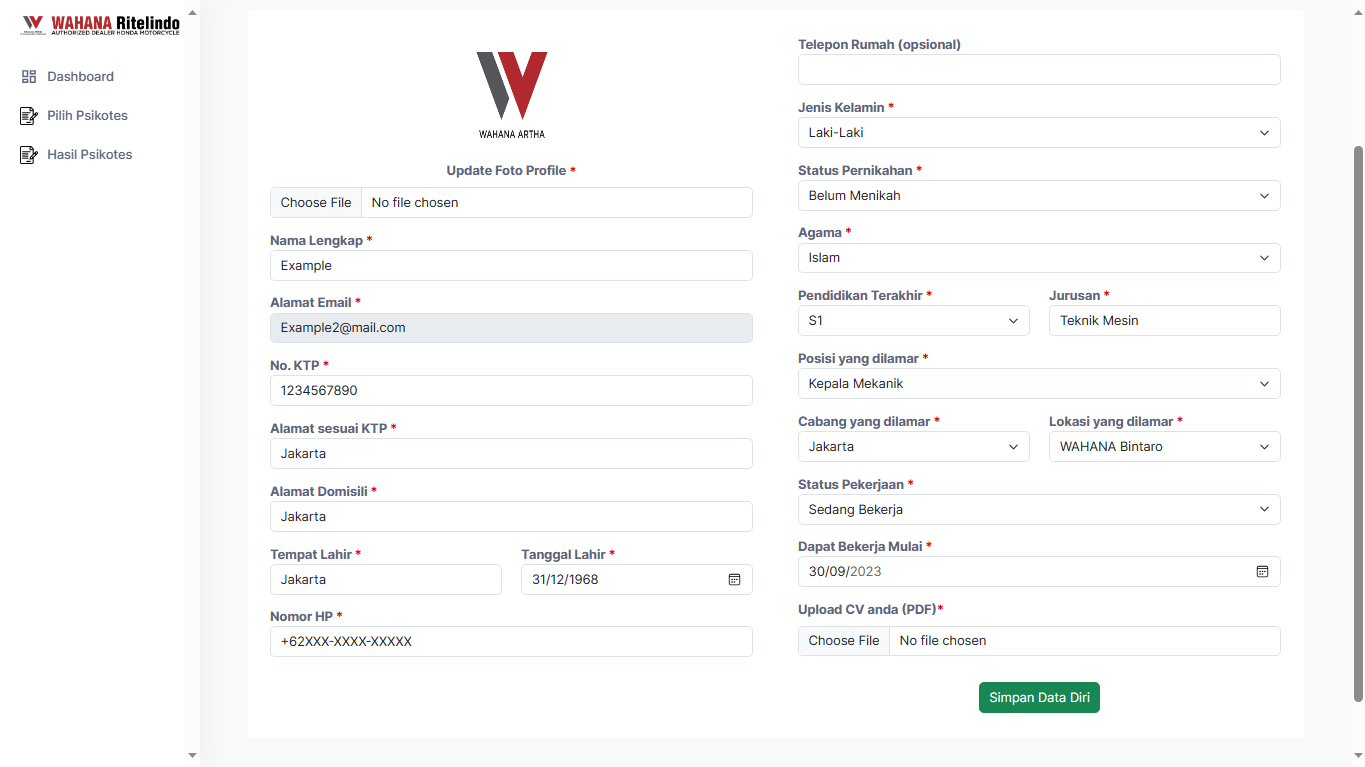 WAHANA Ritelindo
AUTHORIZED DEALER HONDA MOTORCYCLE
Dashboard
Pilih Psikotes
Hasil Psikotes
WAHANA ARTHA
Update Foto Profile *
Choose File No file chosen
Nama Lengkap *
Example
Alamat Email *
Example2@mail.com
No. KTP *
1234567890
Alamat sesuai KTP *
Jakarta
Alamat Domisili *
Jakarta
Tempat Lahir * Tanggal Lahir *
Jakarta 31/12/1968
Nomor HP *
+62XXX-XXXX-XXXXX
Telepon Rumah (opsional)
Jenis Kelamin *
Laki-Laki
Status Pernikahan *
Belum Menikah
Agama *
Islam
Pendidikan Terakhir * Jurusan *
S1 Teknik Mesin
Posisi yang dilamar *
Kepala Mekanik
Cabang yang dilamar * Lokasi yang dilamar *
Jakarta WAHANA Bintaro
Status Pekerjaan *
Sedang Bekerja
Dapat Bekerja Mulai *
30/09/2023
Upload CV anda (PDF)*
Choose File No file chosen
Simpan Data Diri